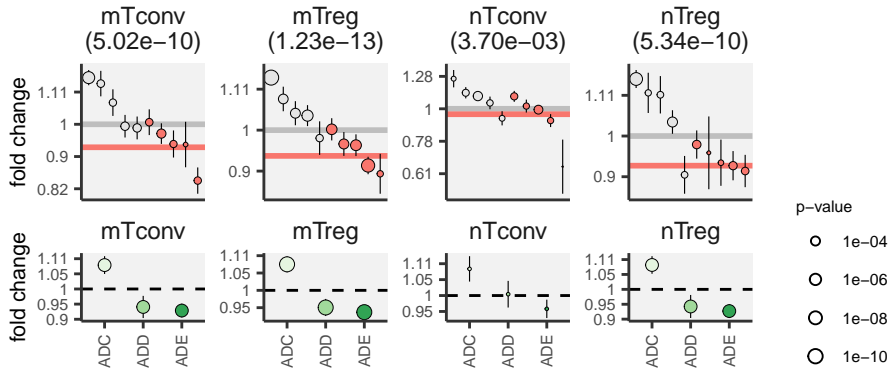 mTconv
(5.02e−10)
mTreg
(1.23e−13)
nTconv
(3.70e−03)
nTreg
(5.34e−10)
fold change
1.11
1
0.9
0.82
1.11
1
0.9
1.28
1.13
1
0.78
0.61
1.11
1
0.9
mTconv
mTreg
nTconv
nTreg
fold change
1.11
1.05
1
0.95
0.9
1.11
1.05
1
0.95
1.11
1.05
1
0.95
1.11
1.05
1
0.95
0.9
ADC
ADD
ADE
ADC
ADD
ADE
ADC
ADD
ADE
ADC
ADD
ADE
p−value
1e−04
1e−06
1e−08
1e−10